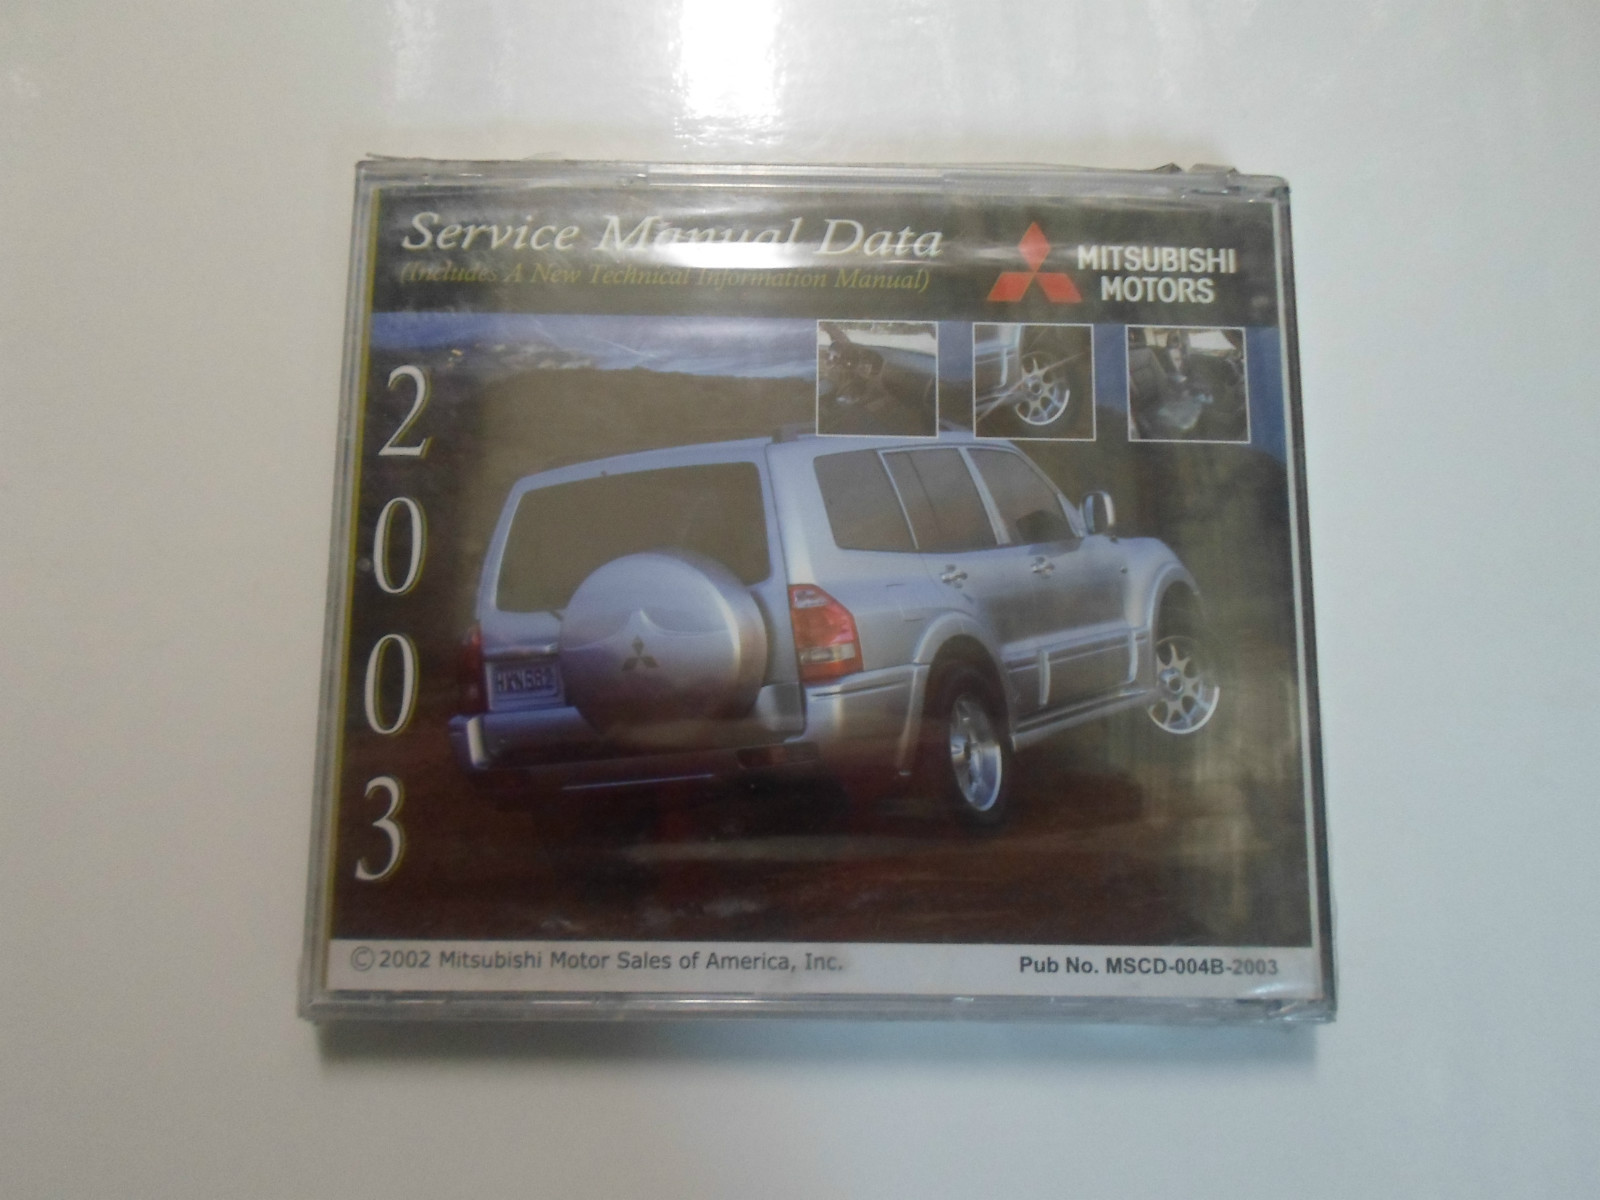 Service Manual Data
(Includes A New Technical Information Manual)
MITSUBISHI
MOTORS
2003
© 2002 Mitsubishi Motor Sales of America, Inc.
Pub No. MSCD-004B-2003